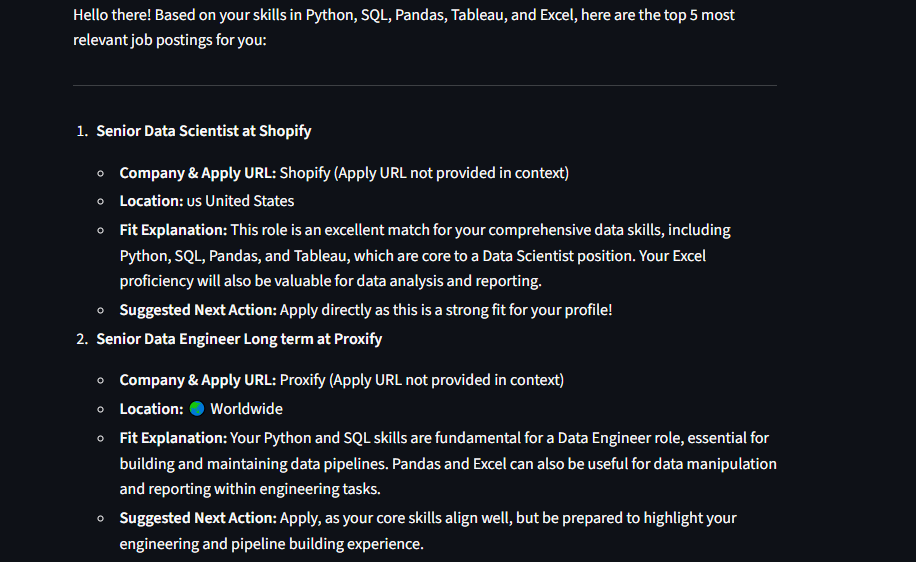 Hello there! Based on your skills in Python, SQL, Pandas, Tableau, and Excel, here are the top 5 most
relevant job postings for you:
1. Senior Data Scientist at Shopify
Company & Apply URL: Shopify (Apply URL not provided in context)
Location: us United States
Fit Explanation: This role is an excellent match for your comprehensive data skills, including
Python, SQL, Pandas, and Tableau, which are core to a Data Scientist position. Your Excel
proficiency will also be valuable for data analysis and reporting.
Suggested Next Action: Apply directly as this is a strong fit for your profile!
2. Senior Data Engineer Long term at Proxify
Company & Apply URL: Proxify (Apply URL not provided in context)
Location: 🌏 Worldwide
Fit Explanation: Your Python and SQL skills are fundamental for a Data Engineer role, essential for
building and maintaining data pipelines. Pandas and Excel can also be useful for data manipulation
and reporting within engineering tasks.
Suggested Next Action: Apply, as your core skills align well, but be prepared to highlight your
engineering and pipeline building experience.